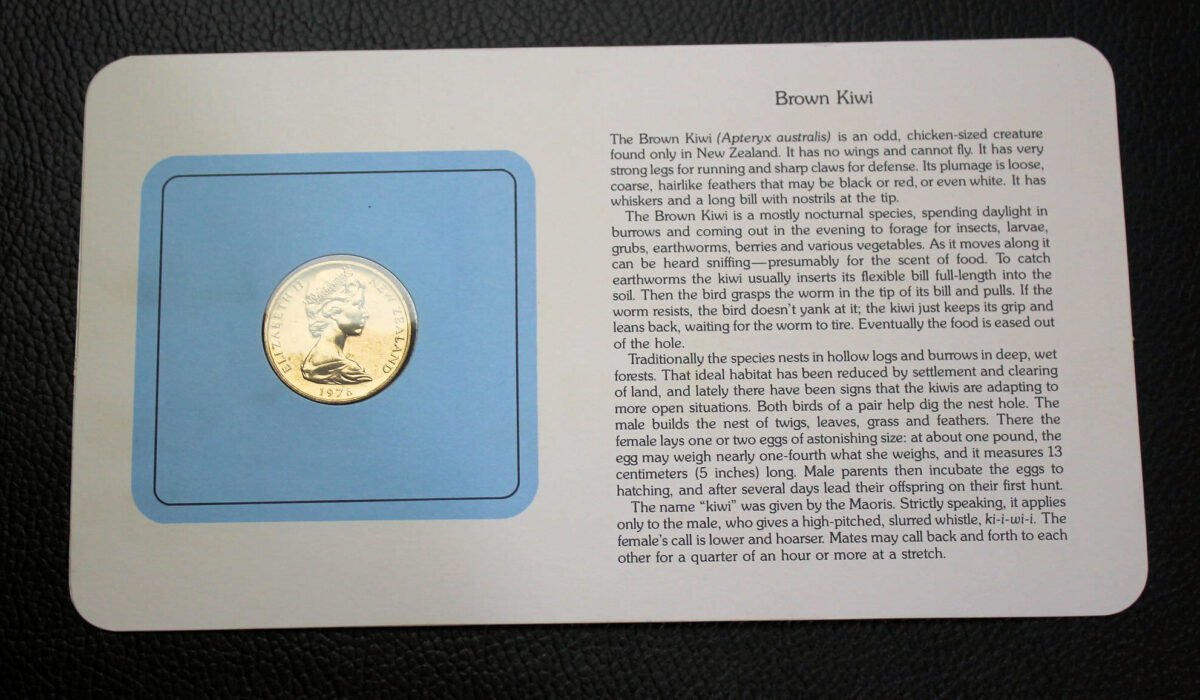 ELIZABETH II NEW ZEALAND
1976
Brown Kiwi
The Brown Kiwi (Apteryx australis) is an odd, chicken-sized creature
found only in New Zealand. It has no wings and cannot fly. It has very
strong legs for running and sharp claws for defense. Its plumage is loose,
coarse, hairlike feathers that may be black or red, or even white. It has
whiskers and a long bill with nostrils at the tip.
The Brown Kiwi is a mostly nocturnal species, spending daylight in
burrows and coming out in the evening to forage for insects, larvae,
grubs, earthworms, berries and various vegetables. As it moves along it
can be heard sniffing—presumably for the scent of food. To catch
earthworms the kiwi usually inserts its flexible bill full-length into the
soil. Then the bird grasps the worm in the tip of its bill and pulls. If the
worm resists, the bird doesn't yank at it; the kiwi just keeps its grip and
leans back, waiting for the worm to tire. Eventually the food is eased out
of the hole.
Traditionally the species nests in hollow logs and burrows in deep, wet
forests. That ideal habitat has been reduced by settlement and clearing
of land, and lately there have been signs that the kiwis are adapting to
more open situations. Both birds of a pair help dig the nest hole. The
male builds the nest of twigs, leaves, grass and feathers. There the
female lays one or two eggs of astonishing size: at about one pound, the
egg may weigh nearly one-fourth what she weighs, and it measures 13
centimeters (5 inches) long. Male parents then incubate the eggs to
hatching, and after several days lead their offspring on their first hunt.
The name "kiwi" was given by the Maoris. Strictly speaking, it applies
only to the male, who gives a high-pitched, slurred whistle, ki-i-wi-i. The
female's call is lower and hoarser. Mates may call back and forth to each
other for a quarter of an hour or more at a stretch.